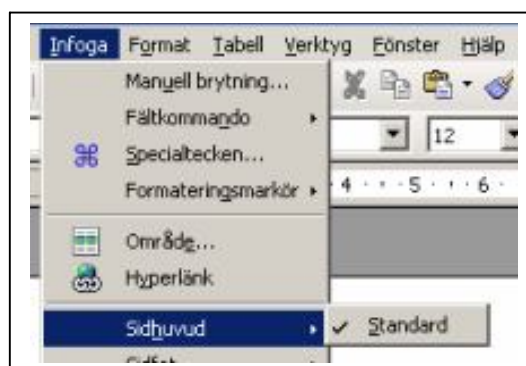 Infoga Format Tabell Verktyg Fönster Hjälp
Manuell brytning...
Fältkommando
12
Specialtecken...
Formateringsmarkör
4 5 6
Område...
Hyperlänk
Sidhuvud
Standard
Sidfot